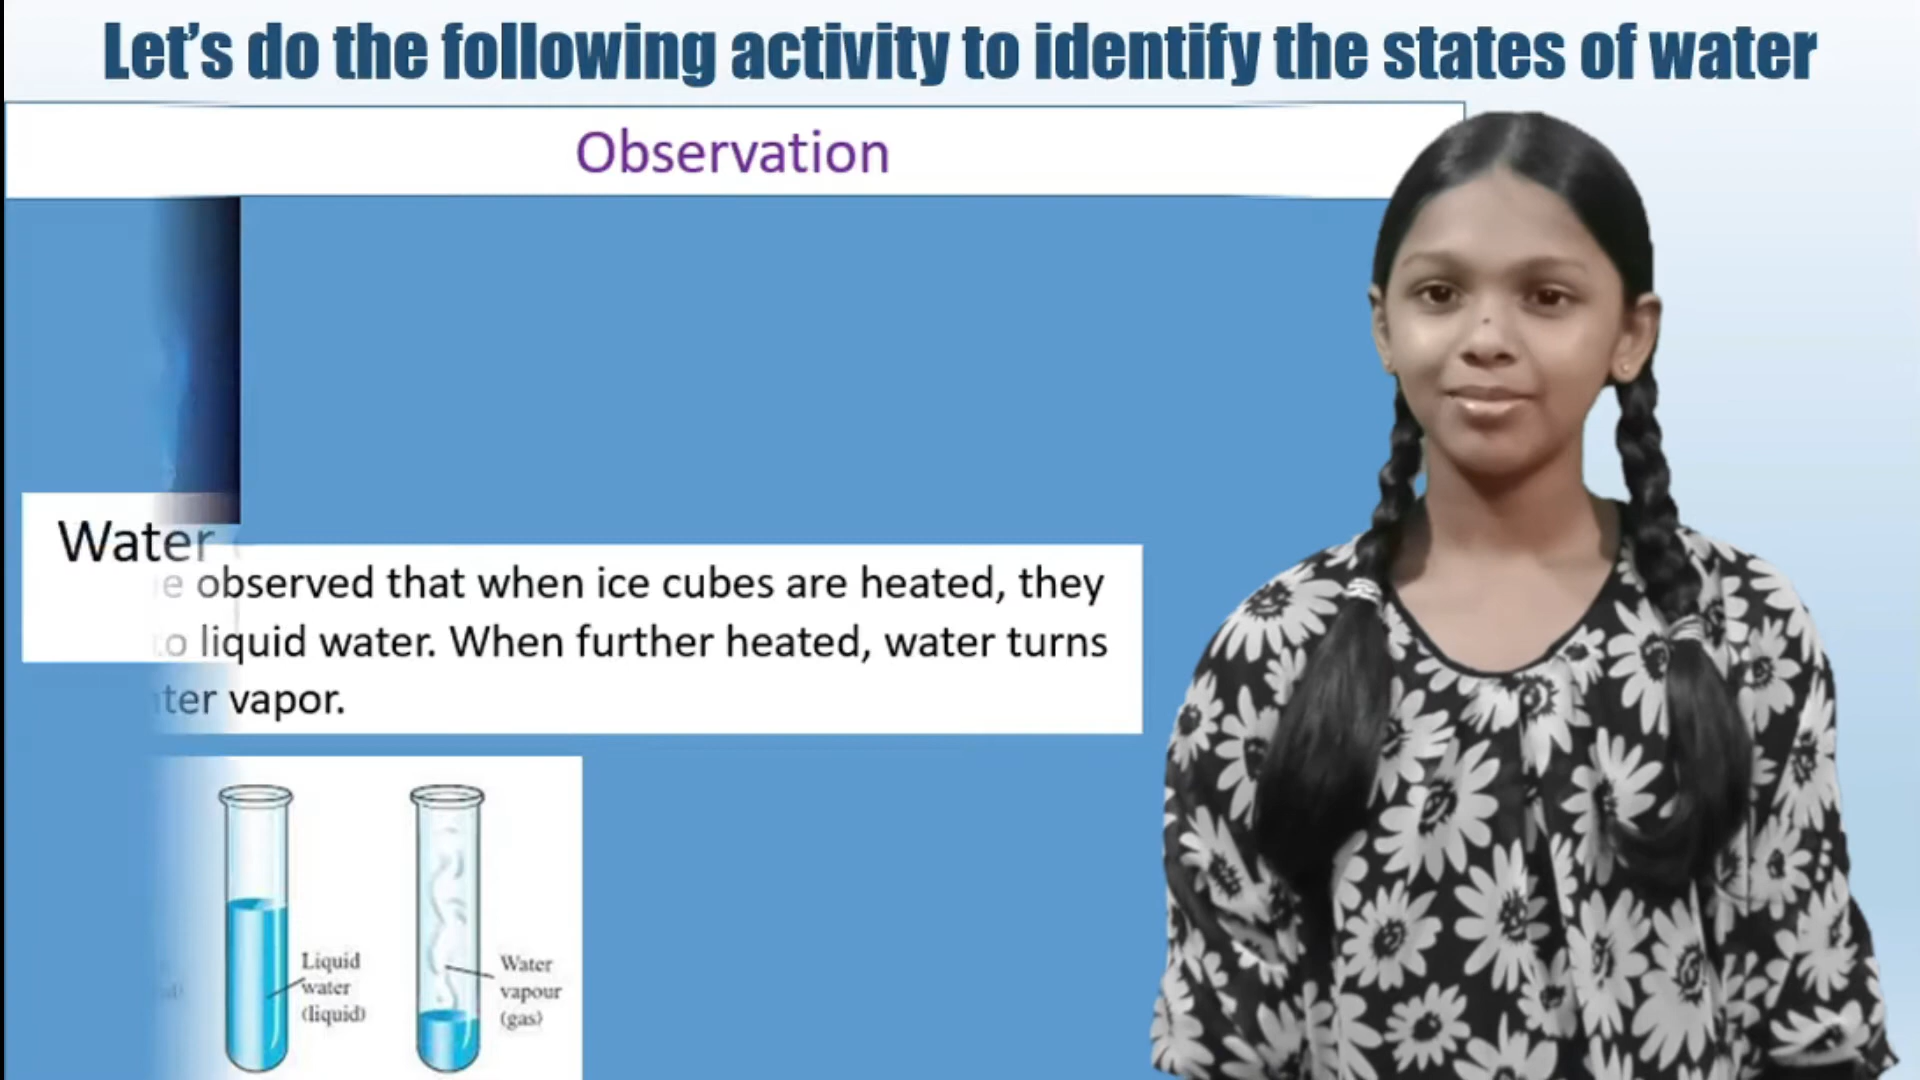 Let's do the following activity to identify the states of water
Observation
Water
observed that when ice cubes are heated, they
liquid water. When further heated, water turns
vapor.
Liquid
water
(liquid)
Water
vapour
(gas)